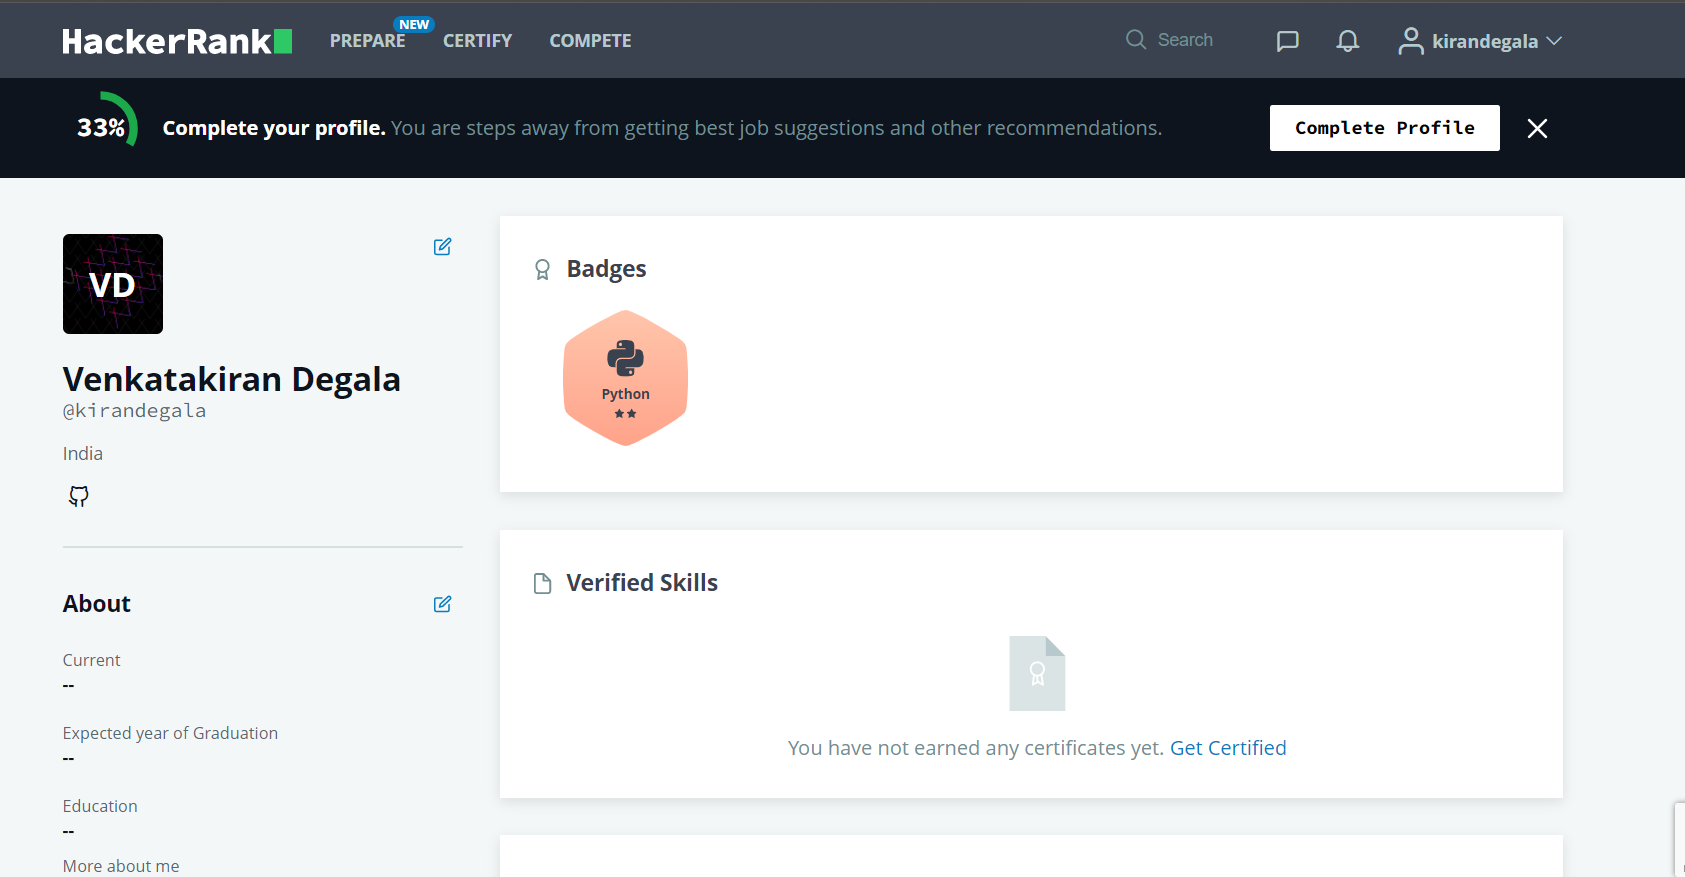 HackerRank PREPARE NEW CERTIFY COMPETE Search kirandegala
33% Complete your profile. You are steps away from getting best job suggestions and other recommendations. Complete Profile
VD
Venkatakiran Degala
@kirandegala
India
About
Current
--
Expected year of Graduation
--
Education
--
More about me
Badges
Python
Verified Skills
You have not earned any certificates yet. Get Certified